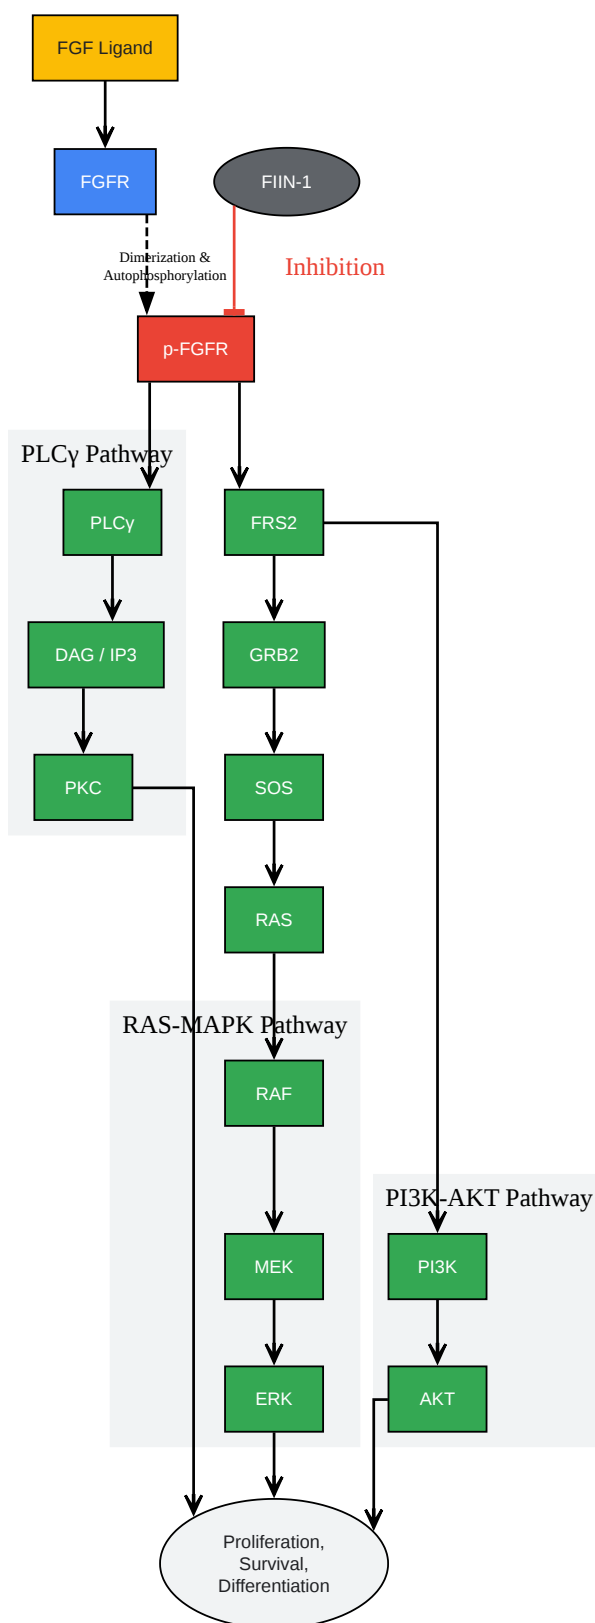 FGF Ligand
FGFR
FIIN-1
Dimerization &
Autophosphorylation
Inhibition
p-FGFR
PLCγ Pathway
PLCγ
FRS2
DAG / IP3
GRB2
PKC
SOS
RAS
RAS-MAPK Pathway
RAF
PI3K-AKT Pathway
MEK
PI3K
ERK
AKT
Proliferation,
Survival,
Differentiation